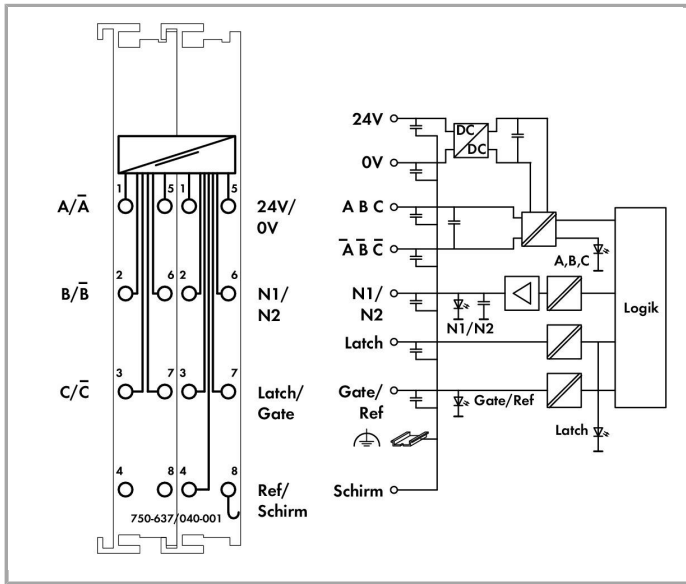 1 5 1 5
A/A̅
24V/
0V
2 6 2 6
B/B̅
N1/
N2
3 7 3 7
C/C̅
Latch/
Gate
4 8 4 8
Ref/
Schirm
750-637/040-001
24V
DC
DC
0V
A B C
A̅ B̅ C̅
A,B,C
N1/
N2
N1/N2
Logik
Latch
Gate/
Ref
Gate/Ref
Latch
Schirm